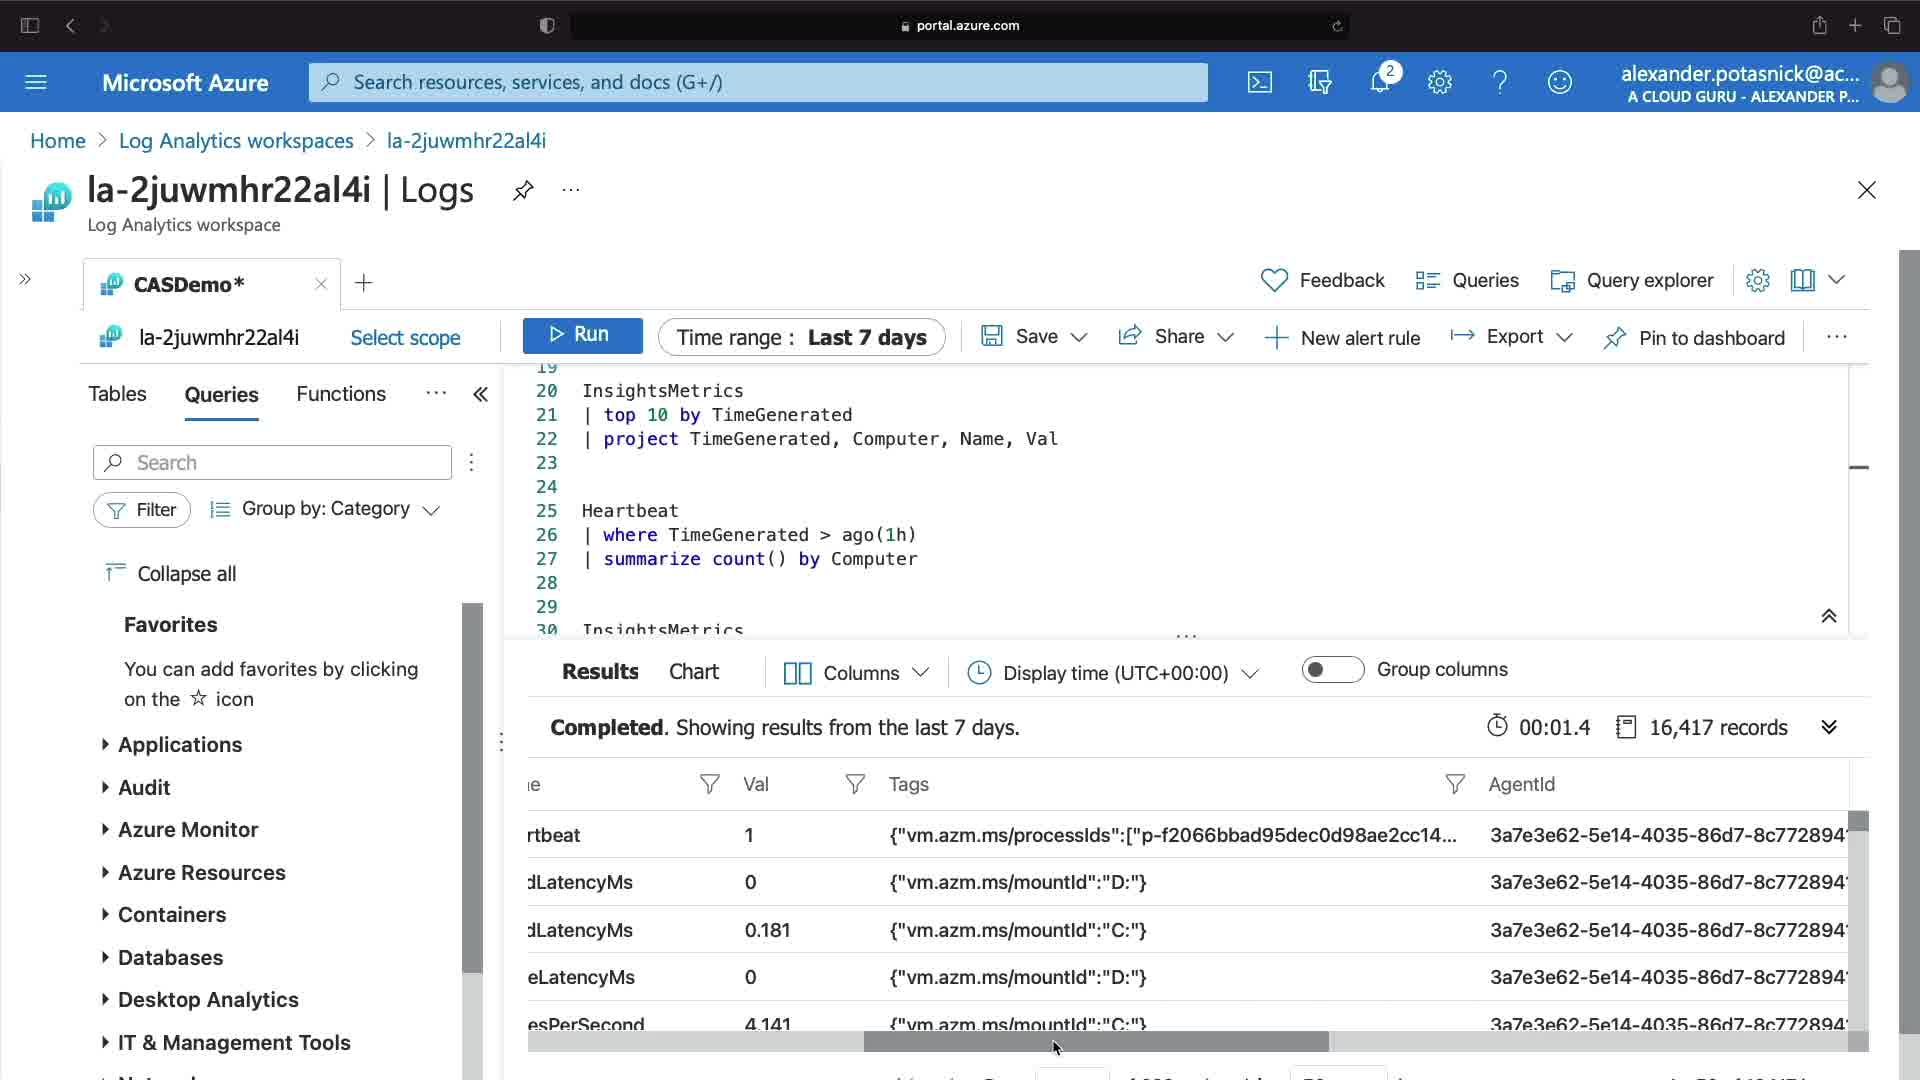 portal.azure.com
Microsoft Azure
Search resources, services, and docs (G+/)
2
alexander.potasnick@ac...
A CLOUD GURU - ALEXANDER P...
Home > Log Analytics workspaces > la-2juwmhr22al4i
la-2juwmhr22al4i | Logs
Log Analytics workspace
CASDemo*
Feedback
Queries
Query explorer
la-2juwmhr22al4i
Select scope
Run
Time range : Last 7 days
Save
Share
New alert rule
Export
Pin to dashboard
Tables
Queries
Functions
Search
Filter
Group by: Category
Collapse all
Favorites
You can add favorites by clicking
on the ☆ icon
Applications
Audit
Azure Monitor
Azure Resources
Containers
Databases
Desktop Analytics
IT & Management Tools
19
20 InsightsMetrics
21 | top 10 by TimeGenerated
22 | project TimeGenerated, Computer, Name, Val
23
24
25 Heartbeat
26 | where TimeGenerated > ago(1h)
27 | summarize count() by Computer
28
29
30 InsightsMetrics
Results
Chart
Columns
Display time (UTC+00:00)
Group columns
Completed. Showing results from the last 7 days.
00:01.4
16,417 records
Val Tags AgentId
rtbeat 1 {"vm.azm.ms/processIds":["p-f2066bbad95dec0d98ae2cc14... 3a7e3e62-5e14-4035-86d7-8c772894
dLatencyMs 0 {"vm.azm.ms/mountId":"D:"} 3a7e3e62-5e14-4035-86d7-8c772894
dLatencyMs 0.181 {"vm.azm.ms/mountId":"C:"} 3a7e3e62-5e14-4035-86d7-8c772894
eLatencyMs 0 {"vm.azm.ms/mountId":"D:"} 3a7e3e62-5e14-4035-86d7-8c772894
esPerSecond 4.141 {"vm.azm.ms/mountId":"C:"} 3a7e3e62-5e14-4035-86d7-8c772894